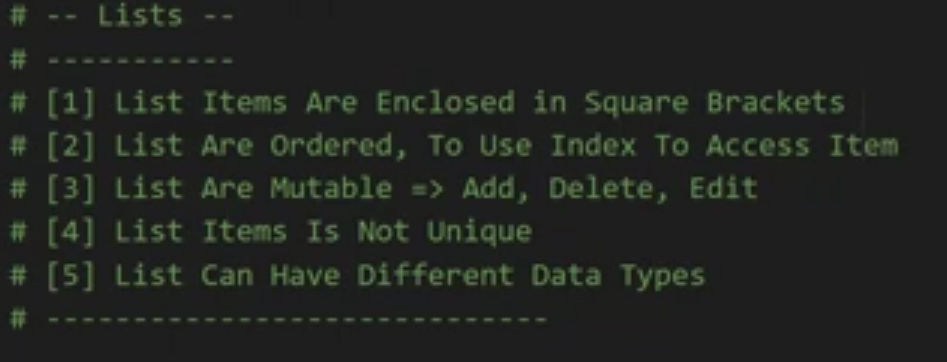 # -- Lists --
# -----------
# [1] List Items Are Enclosed in Square Brackets
# [2] List Are Ordered, To Use Index To Access Item
# [3] List Are Mutable => Add, Delete, Edit
# [4] List Items Is Not Unique
# [5] List Can Have Different Data Types
# -----------------------------